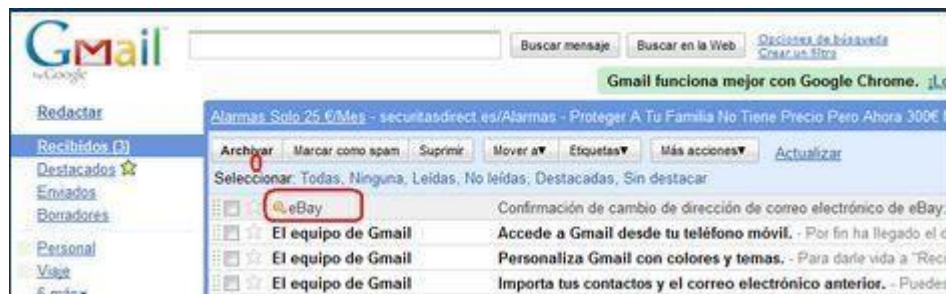 Gmail
by Google
Buscar mensaje Buscar en la Web Opciones de búsqueda
Crear un filtro
Gmail funciona mejor con Google Chrome.
Redactar
Alarmas Solo 25 €/Mes - securitasdirect.es/Alarmas - Proteger A Tu Familia No Tiene Precio Pero Ahora 300€
Recibidos (3)
Archivar Marcar como spam Suprimir Mover a▼ Etiquetas▼ Más acciones▼ Actualizar
0
Destacados
Seleccionar: Todas, Ninguna, Leídas, No leídas, Destacadas, Sin destacar
Enviados
eBay Confirmación de cambio de dirección de correo electrónico de eBay:
Borradores
El equipo de Gmail Accede a Gmail desde tu teléfono móvil. - Por fin ha llegado el
Personal
El equipo de Gmail Personaliza Gmail con colores y temas. - Para darle vida a "Reci
Viaje
6 más▼
El equipo de Gmail Importa tus contactos y el correo electrónico anterior. - Puede